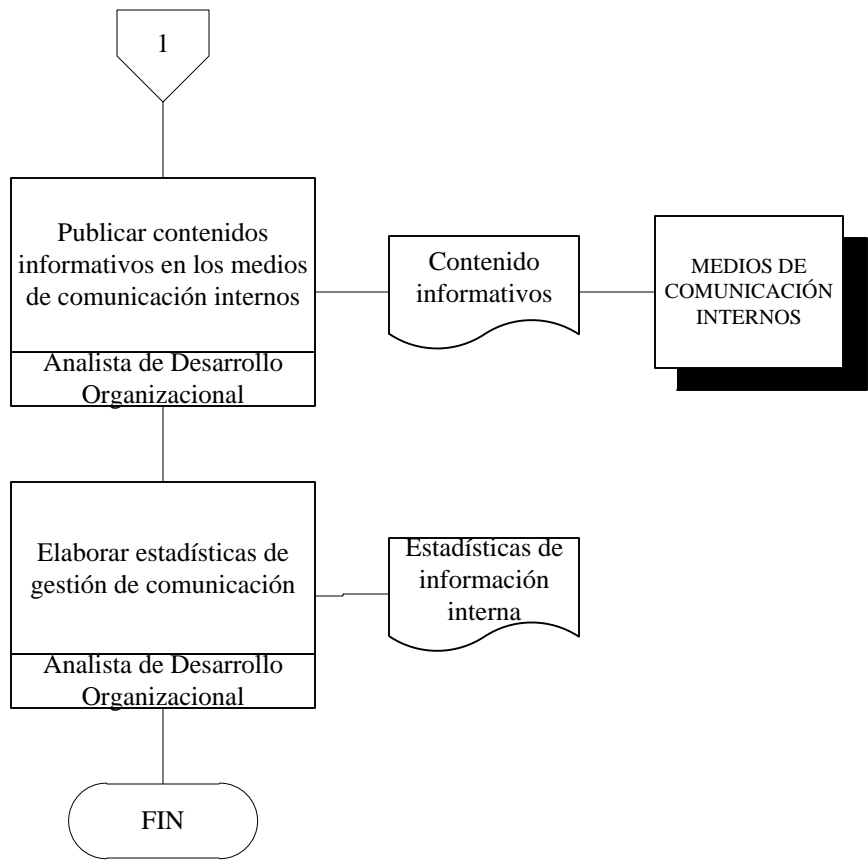 1
Publicar contenidos
informativos en los medios
de comunicación internos
Analista de Desarrollo
Organizacional
Contenido
informativos
MEDIOS DE
COMUNICACIÓN
INTERNOS
Elaborar estadísticas de
gestión de comunicación
Analista de Desarrollo
Organizacional
Estadísticas de
información
interna
FIN